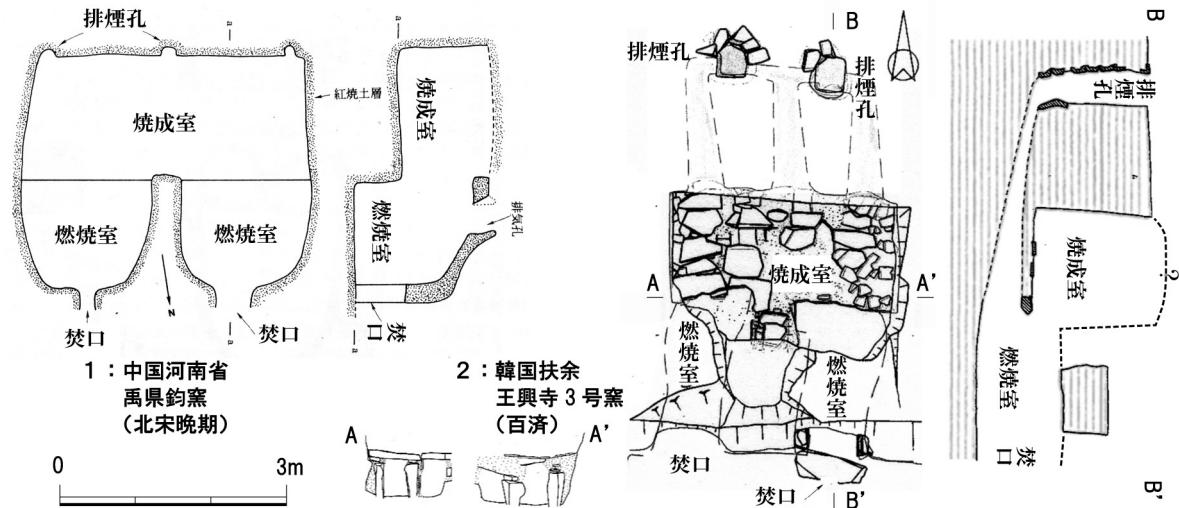 排煙孔
a
焼成室
燃焼室
燃焼室
焚口
N
焚口
a
紅焼土層
焼成室
燃焼室
排気孔
焚口
1：中国河南省
禹県鈞窯
（北宋晩期）
2：韓国扶余
王興寺３号窯
（百済）
0
3m
A
A'
B
排煙孔
排煙孔
焼成室
A
A'
燃焼室
燃焼室
焚口
焚口
B'
B
排煙孔
焼成室
?
燃焼室
焚口
B'